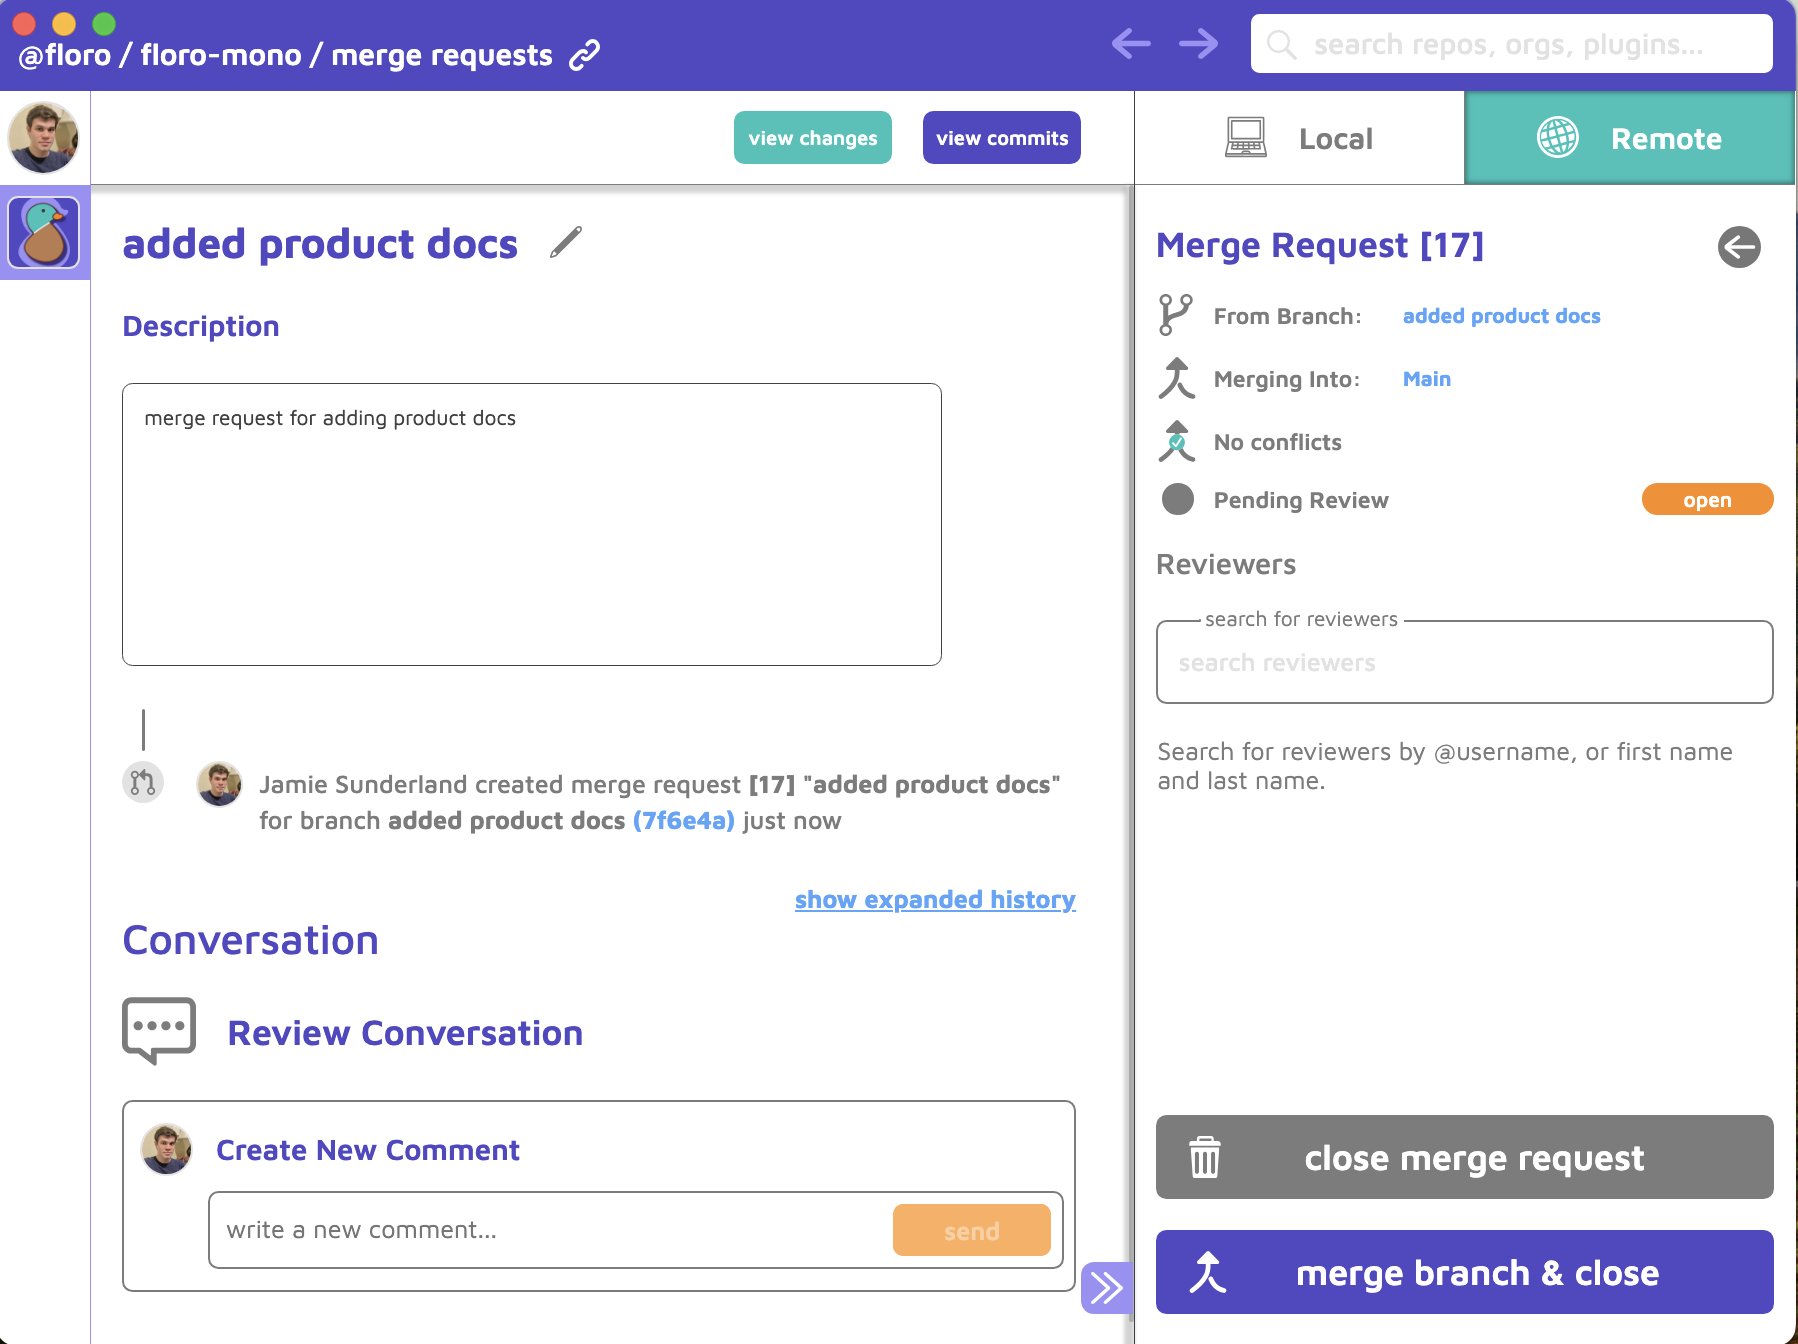 @floro / floro-mono / merge requests
search repos, orgs, plugins...
view changes
view commits
Local
Remote
added product docs
Description
merge request for adding product docs
Jamie Sunderland created merge request [17] "added product docs"
for branch added product docs (7f6e4a) just now
show expanded history
Conversation
Review Conversation
Create New Comment
write a new comment...
send
Merge Request [17]
From Branch: added product docs
Merging Into: Main
No conflicts
Pending Review
open
Reviewers
search for reviewers
search reviewers
Search for reviewers by @username, or first name
and last name.
close merge request
merge branch & close